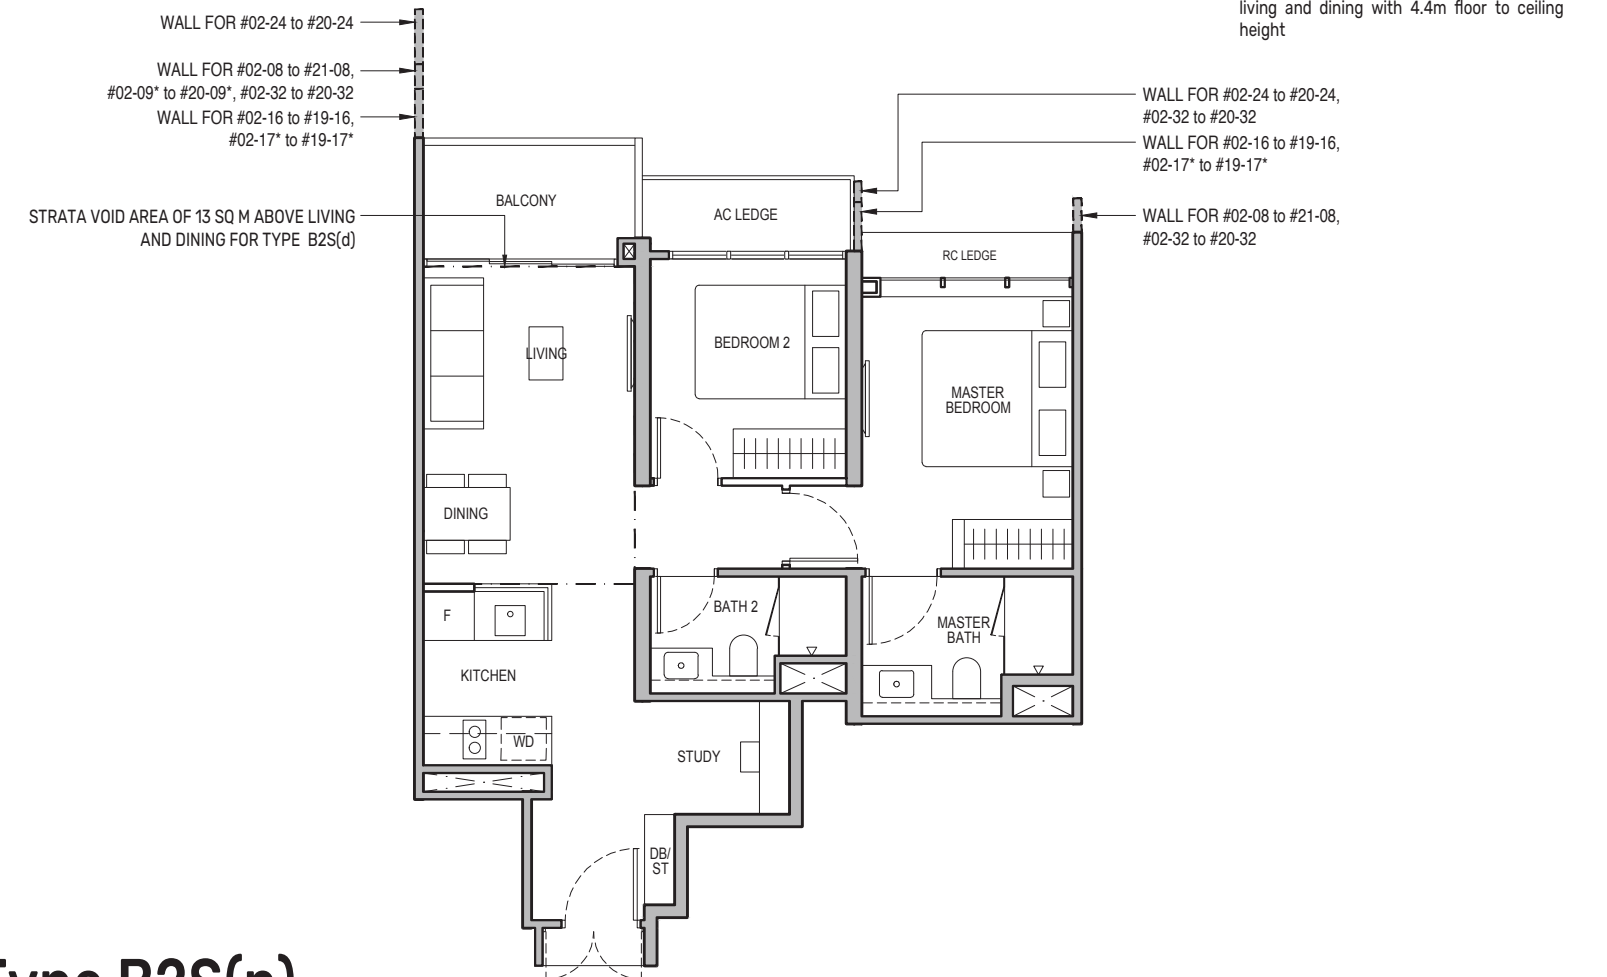 living and dining with 4.4m floor to ceiling
height
WALL FOR #02-24 to #20-24
WALL FOR #02-08 to #21-08,
#02-09* to #20-09*, #02-32 to #20-32
WALL FOR #02-16 to #19-16,
#02-17* to #19-17*
STRATA VOID AREA OF 13 SQ M ABOVE LIVING
AND DINING FOR TYPE B2S(d)
WALL FOR #02-24 to #20-24,
#02-32 to #20-32
WALL FOR #02-16 to #19-16,
#02-17* to #19-17*
WALL FOR #02-08 to #21-08,
#02-32 to #20-32
BALCONY
AC LEDGE
RC LEDGE
LIVING
BEDROOM 2
MASTER
BEDROOM
DINING
F
BATH 2
MASTER
BATH
KITCHEN
WD
STUDY
DB/
ST
Type B2S(p)